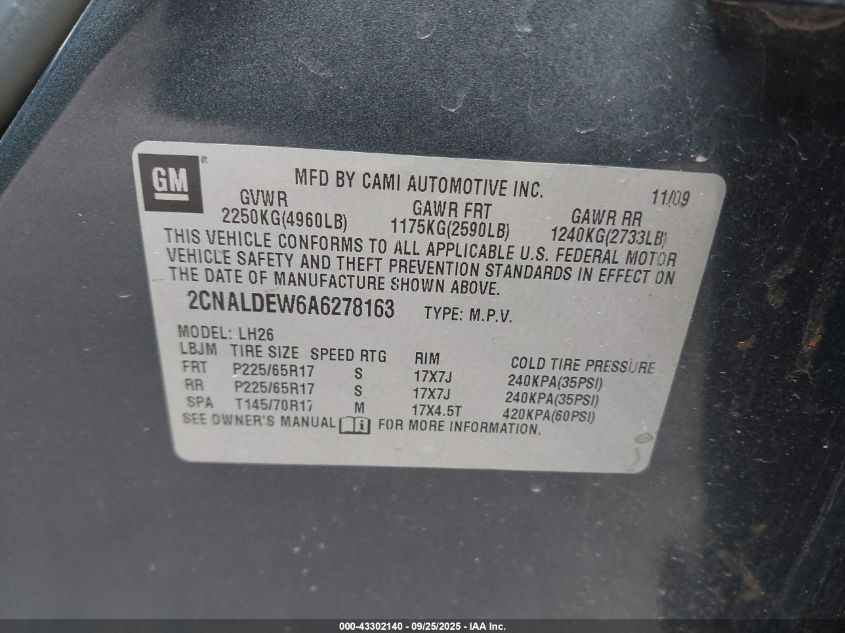 GM ®
MFD BY CAMI AUTOMOTIVE INC. 11/09
GVWR GAWR FRT GAWR RR
2250KG(4960LB) 1175KG(2590LB) 1240KG(2733LB)
THIS VEHICLE CONFORMS TO ALL APPLICABLE U.S. FEDERAL MOTOR
VEHICLE SAFETY AND THEFT PREVENTION STANDARDS IN EFFECT ON
THE DATE OF MANUFACTURE SHOWN ABOVE.
2CNALDEW6A6278163 TYPE: M.P.V.
MODEL: LH26
LBJM TIRE SIZE SPEED RTG RIM COLD TIRE PRESSURE
FRT P225/65R17 S 17X7J 240KPA(35PSI)
RR P225/65R17 S 17X7J 240KPA(35PSI)
SPA T145/70R17 M 17X4.5T 420KPA(60PSI)
SEE OWNER'S MANUAL i FOR MORE INFORMATION.
000-43302140 - 09/25/2025 - IAA Inc.